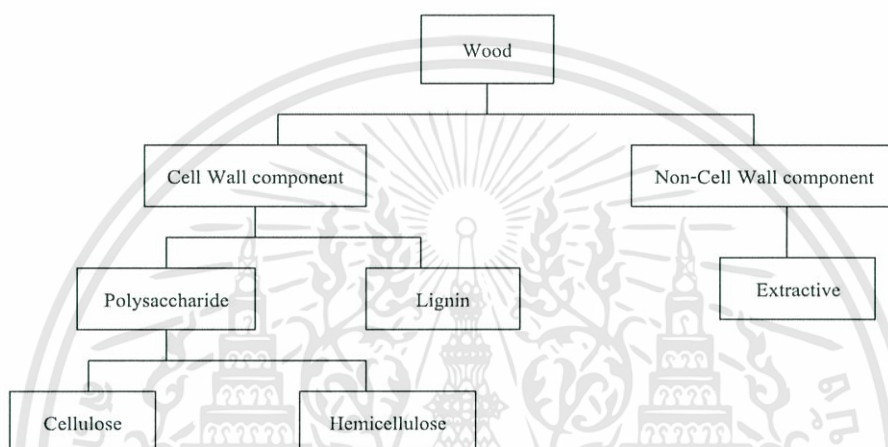 Wood
Cell Wall component
Non-Cell Wall component
Polysaccharide
Lignin
Extractive
Cellulose
Hemicellulose